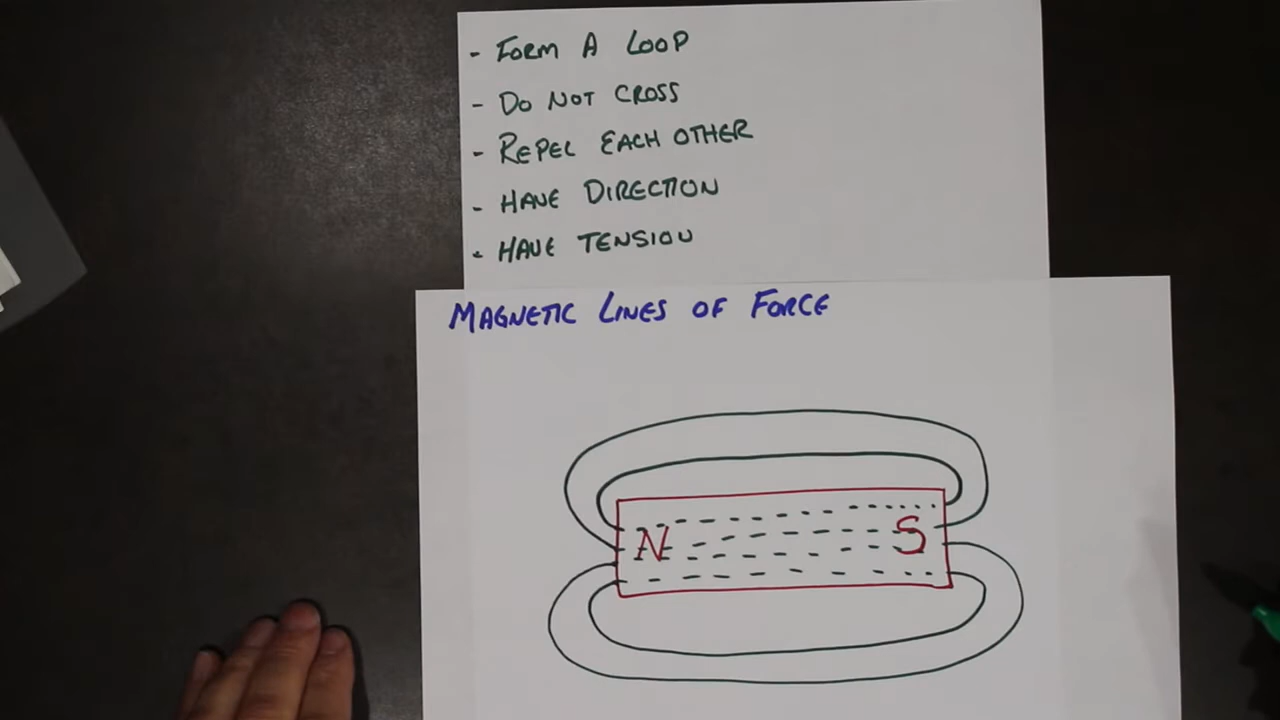 - FORM A LOOP
- DO NOT CROSS
- REPEL EACH OTHER
- HAVE DIRECTION
- HAVE TENSION
MAGNETIC LINES OF FORCE
N S